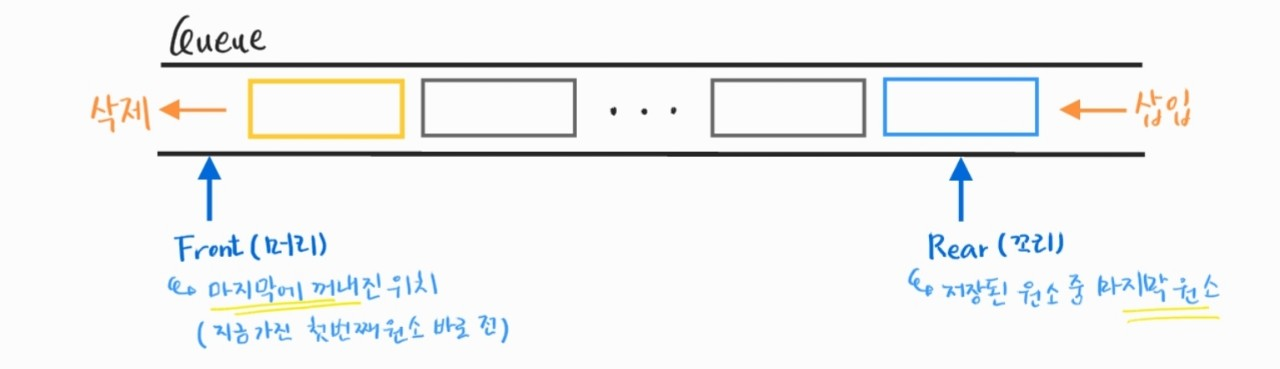 Queue
삭제
삽입
Front (머리)
마지막에 꺼내진 위치
(지금가진 첫번째 원소 바로 전)
Rear (꼬리)
저장된 원소 중 마지막 원소